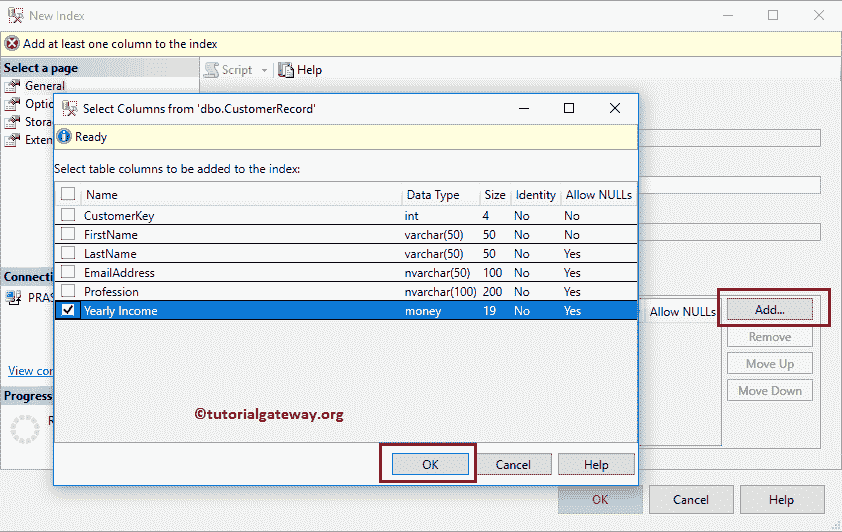 New Index
Add at least one column to the index
Select a page
Script
Help
General
Optio
Stora
Exten
Select Columns from 'dbo.CustomerRecord'
Ready
Select table columns to be added to the index:
Name Data Type Size Identity Allow NULLs
CustomerKey int 4 No No
FirstName varchar(50) 50 No No
LastName varchar(50) 50 No Yes
EmailAddress nvarchar(50) 100 No Yes
Profession nvarchar(100) 200 No Yes
Yearly Income money 19 No Yes
©tutorialgateway.org
OK Cancel Help
Connecti
PRAS
View con
Progress
R
Allow NULLs
Add...
Remove
Move Up
Move Down
OK Cancel Help